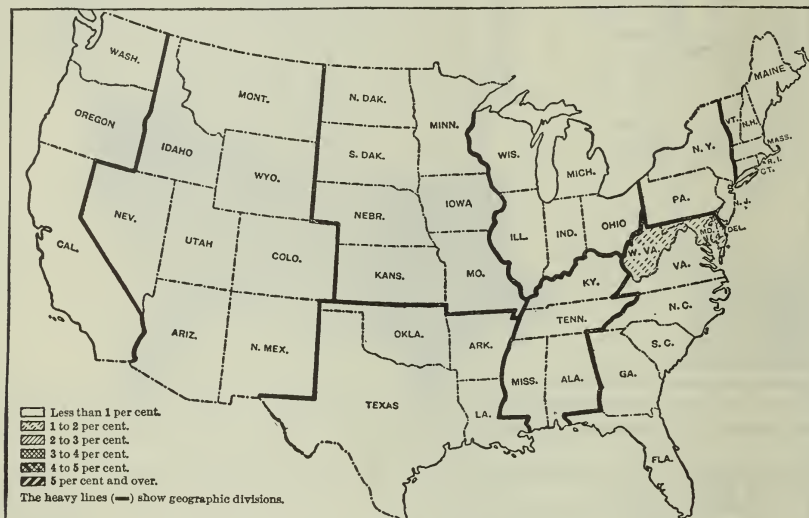 WASH.
MONT.
N. DAK.
MINN.
MAINE
OREGON
IDAHO
S. DAK.
WIS.
MICH.
VT.
N.H.
N. Y.
MASS.
R. I.
CT.
WYO.
IOWA
PA.
N. J.
NEBR.
NEV.
UTAH
COLO.
ILL.
IND.
OHIO
MD.
DEL.
W. VA.
CAL.
KANS.
MO.
KY.
VA.
N. C.
TENN.
ARIZ.
N. MEX.
OKLA.
ARK.
S. C.
MISS.
ALA.
GA.
TEXAS
LA.
FLA.
Less than 1 per cent.
1 to 2 per cent.
2 to 3 per cent.
3 to 4 per cent.
4 to 5 per cent.
5 per cent and over.
The heavy lines (▬) show geographic divisions.